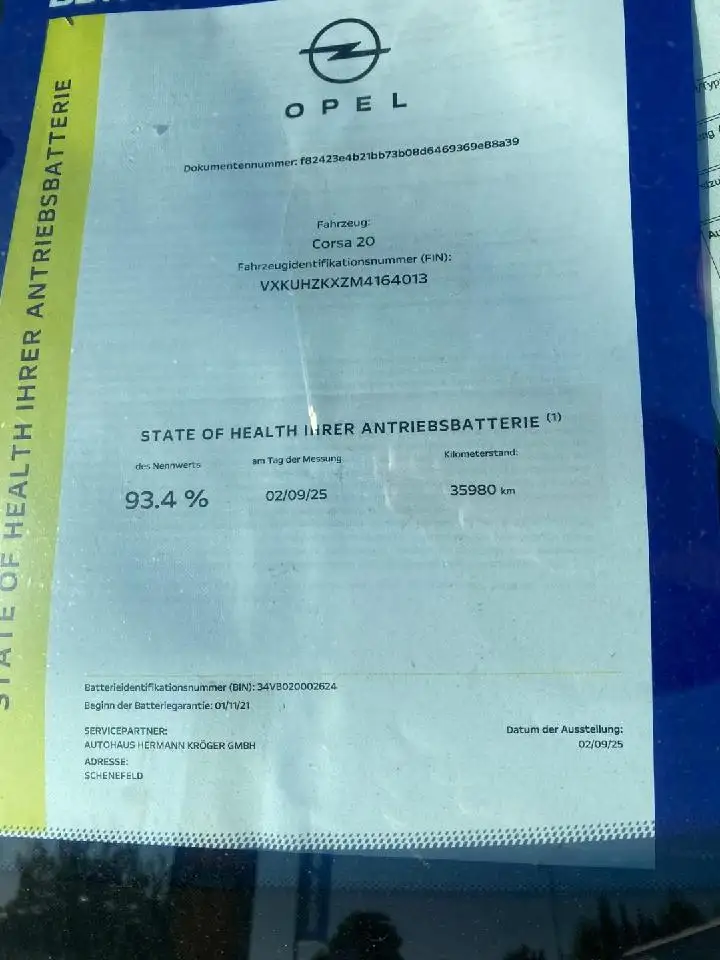 OPEL
Dokumentennummer: f82423e4b21bb73b08d6469369e88a39
Fahrzeug:
Corsa 20
Fahrzeugidentifikationsnummer (FIN):
VXKUHZKXZM4164013
STATE OF HEALTH IHRER ANTRIEBSBATTERIE (1)
des Nennwerts
am Tag der Messung
Kilometerstand:
93.4 %
02/09/25
35980 km
Batterieidentifikationsnummer (BIN): 34VB020002624
Beginn der Batteriegarantie: 01/11/21
SERVICEPARTNER:
AUTOHAUS HERMANN KRÖGER GMBH
ADRESSE:
SCHENEFELD
Datum der Ausstellung:
02/09/25
STATE OF HEALTH IHRER ANTRIEBSBATTERIE